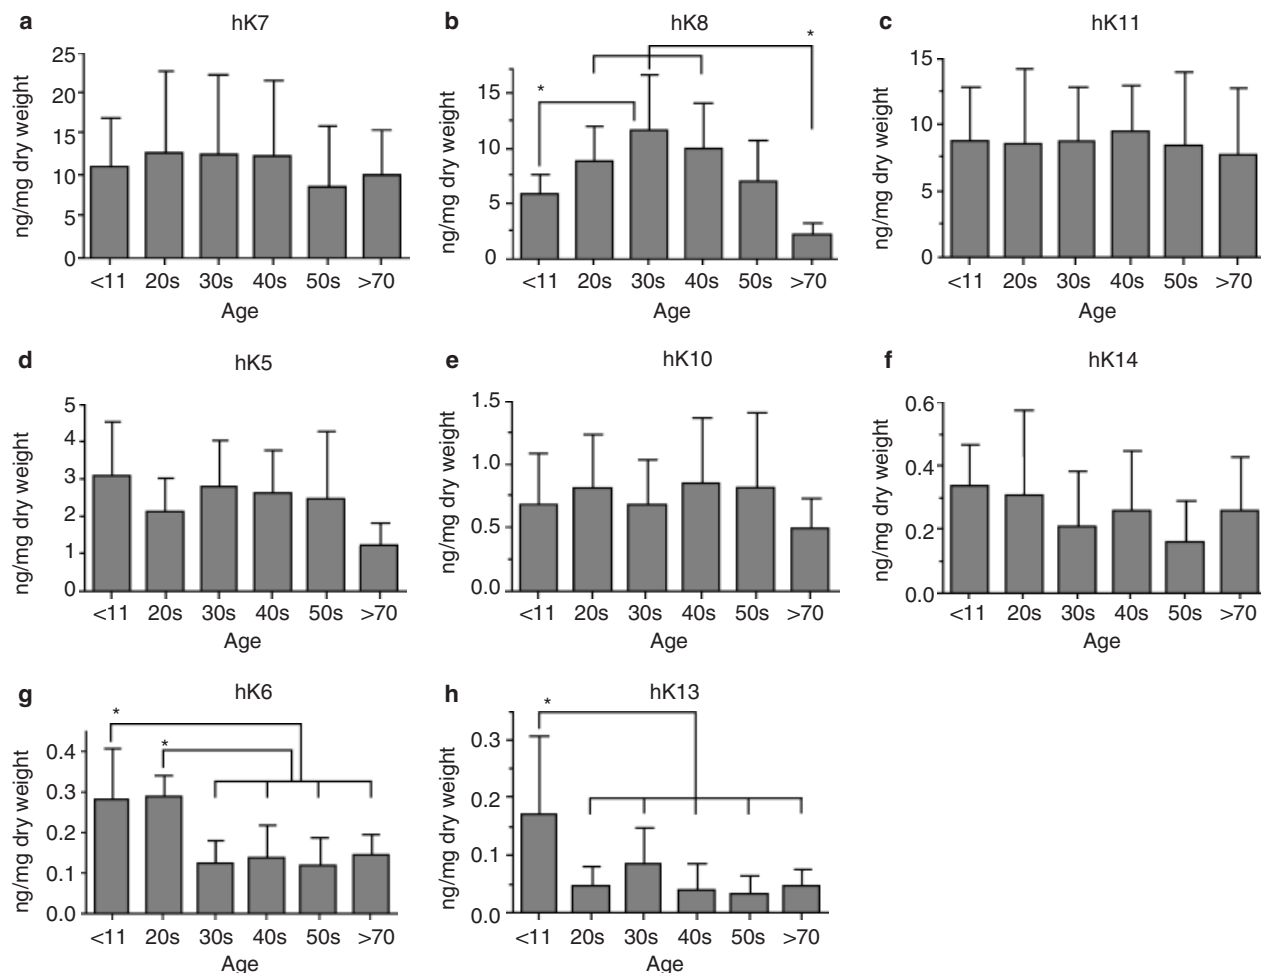 a hK7
ng/mg dry weight
25
20
15
10
5
0
<11 20s 30s 40s 50s >70
Age
b hK8
ng/mg dry weight
*
*
15
10
5
0
<11 20s 30s 40s 50s >70
Age
c hK11
ng/mg dry weight
15
10
5
0
<11 20s 30s 40s 50s >70
Age
d hK5
ng/mg dry weight
5
4
3
2
1
0
<11 20s 30s 40s 50s >70
Age
e hK10
ng/mg dry weight
1.5
1.0
0.5
0.0
<11 20s 30s 40s 50s >70
Age
f hK14
ng/mg dry weight
0.6
0.4
0.2
0.0
<11 20s 30s 40s 50s >70
Age
g hK6
ng/mg dry weight
*
*
0.4
0.3
0.2
0.1
0.0
<11 20s 30s 40s 50s >70
Age
h hK13
ng/mg dry weight
*
0.3
0.2
0.1
0.0
<11 20s 30s 40s 50s >70
Age